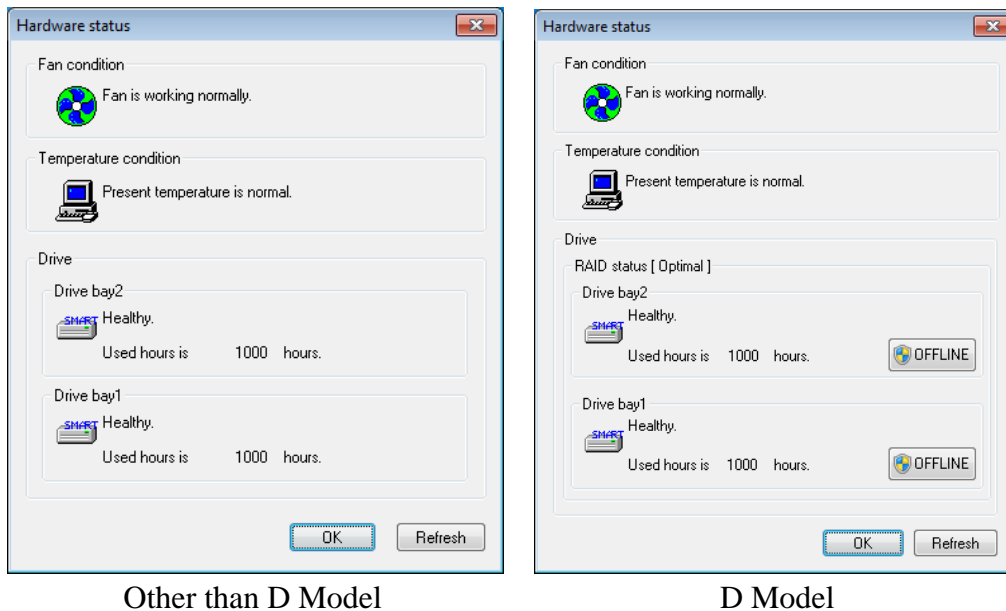 Hardware status
Fan condition
Fan is working normally.
Temperature condition
Present temperature is normal.
Drive
Drive bay2
SMART
Healthy.
Used hours is 1000 hours.
Drive bay1
SMART
Healthy.
Used hours is 1000 hours.
OK Refresh
Other than D Model
Hardware status
Fan condition
Fan is working normally.
Temperature condition
Present temperature is normal.
Drive
RAID status [ Optimal ]
Drive bay2
SMART
Healthy.
Used hours is 1000 hours.
OFFLINE
Drive bay1
SMART
Healthy.
Used hours is 1000 hours.
OFFLINE
OK Refresh
D Model